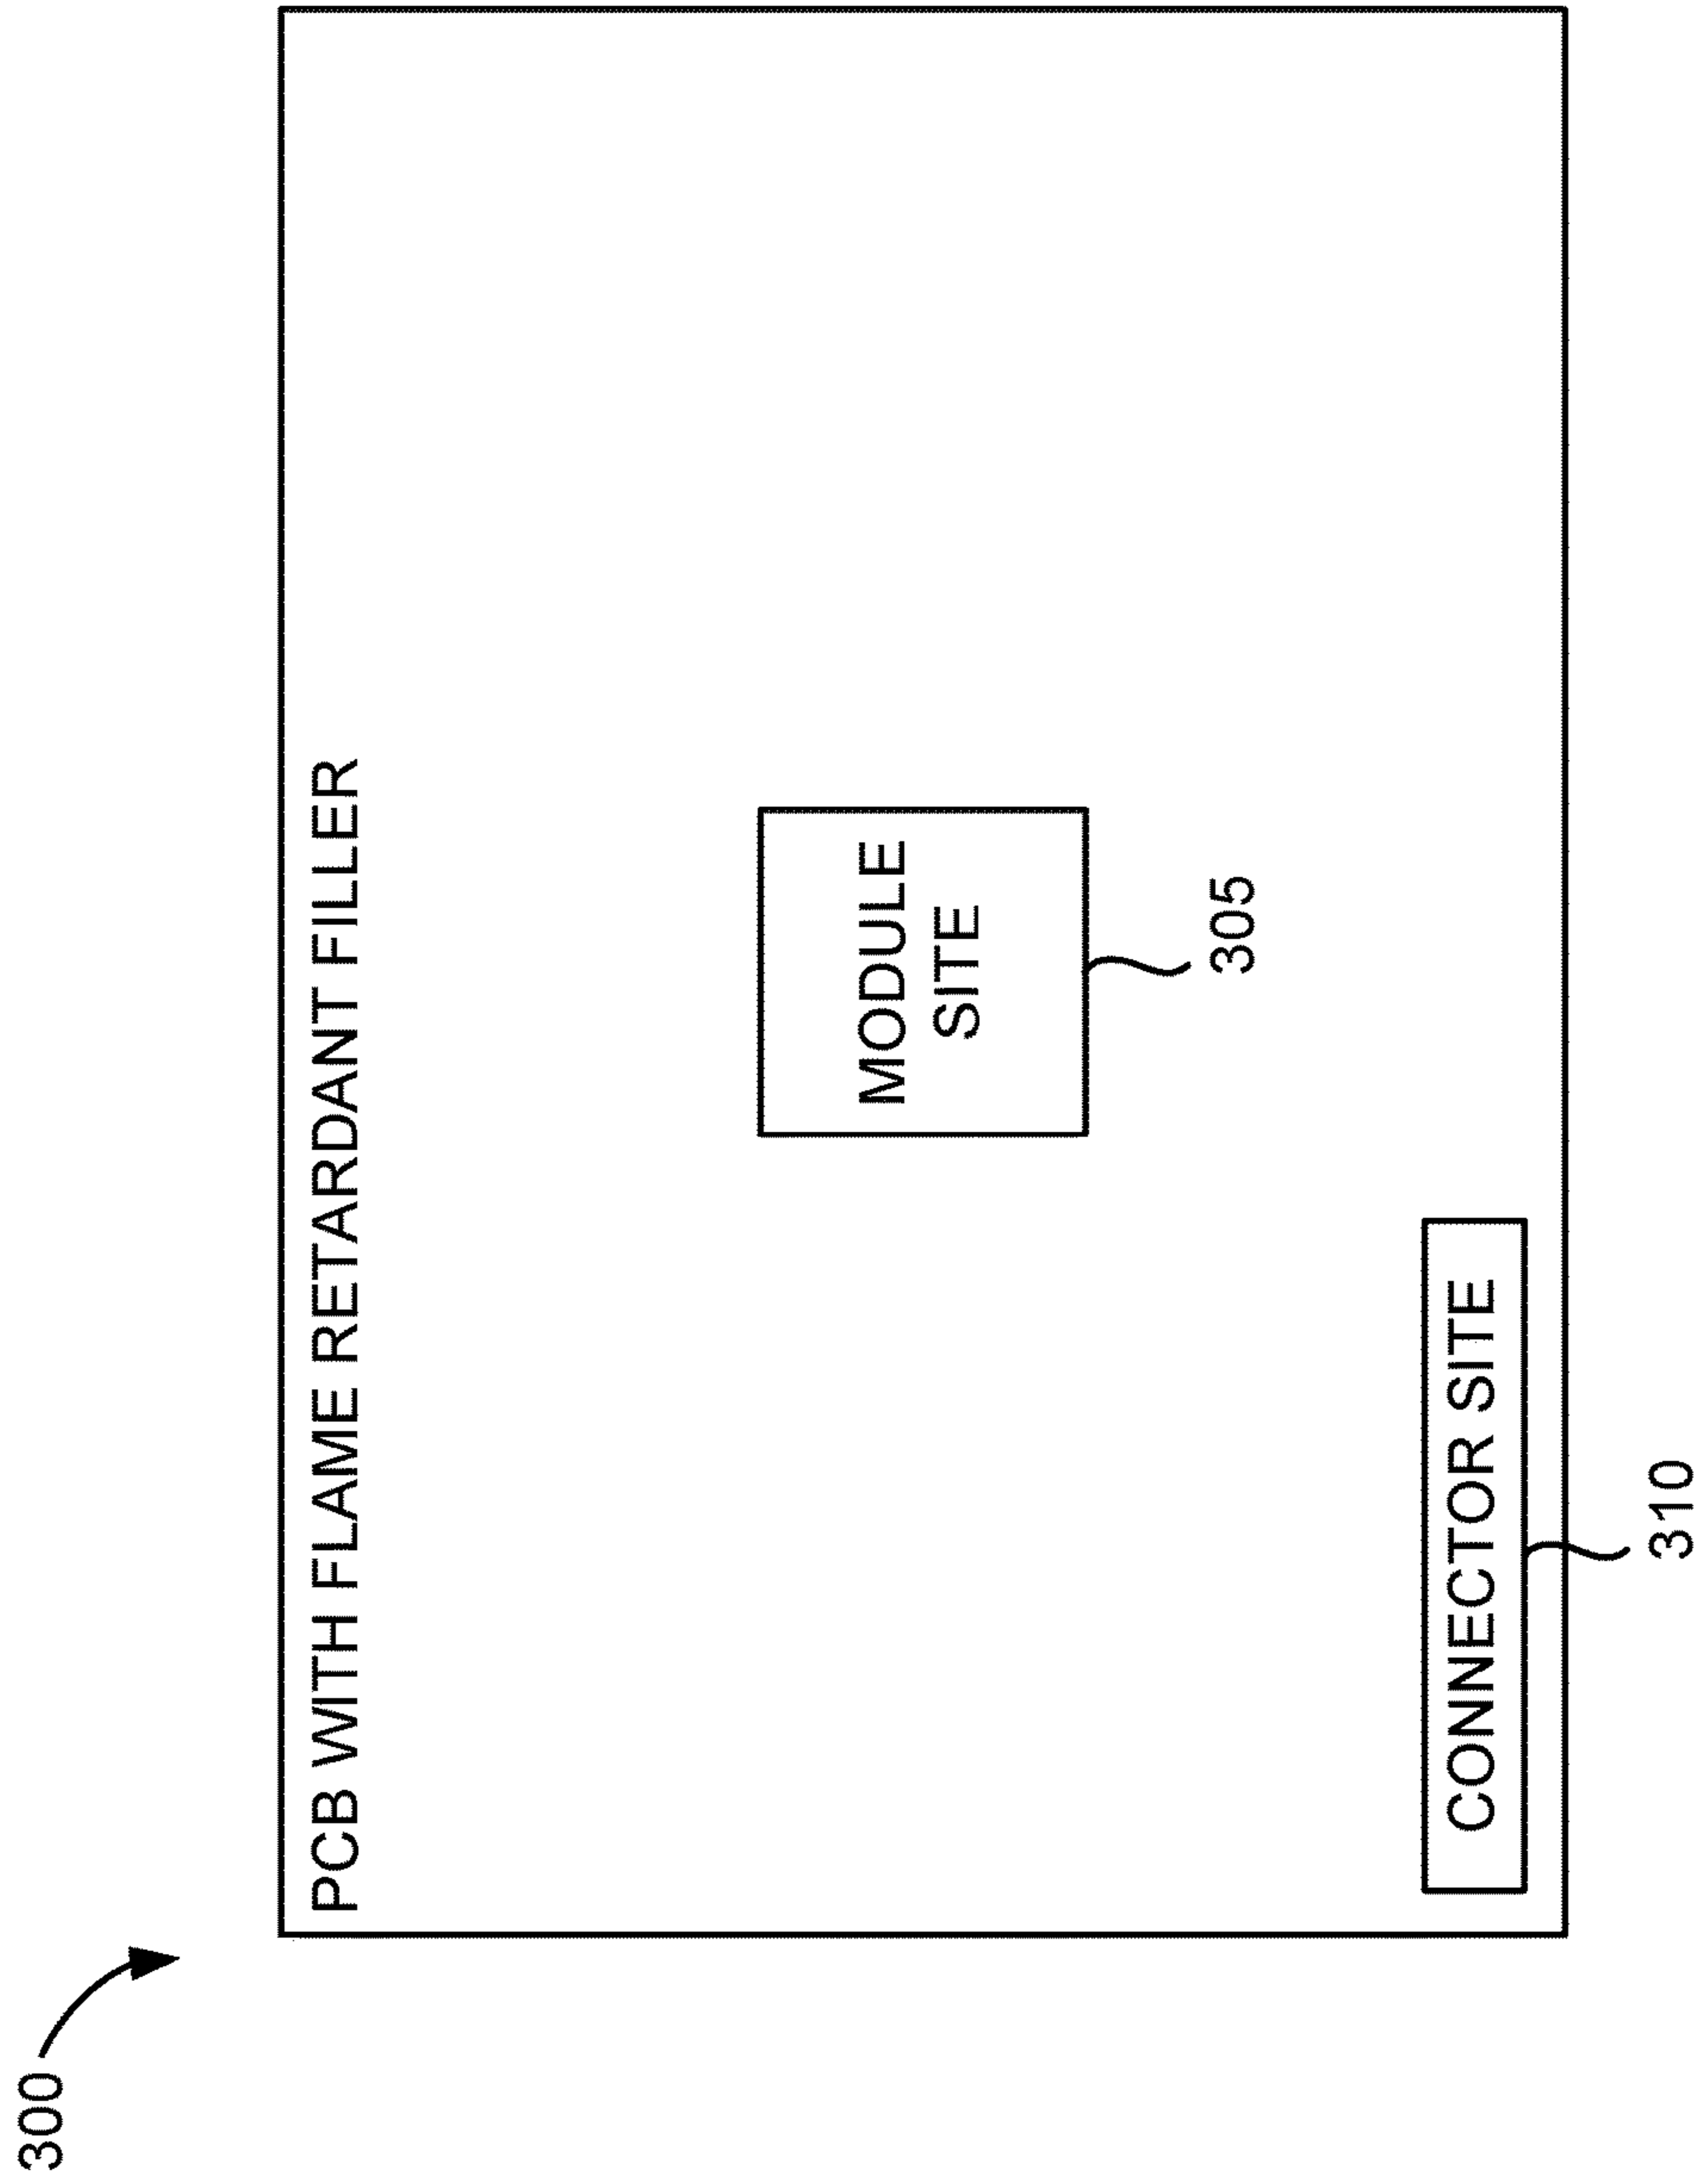 300
PCB WITH FLAME RETARDANT FILLER
MODULE
SITE
305
CONNECTOR SITE
310